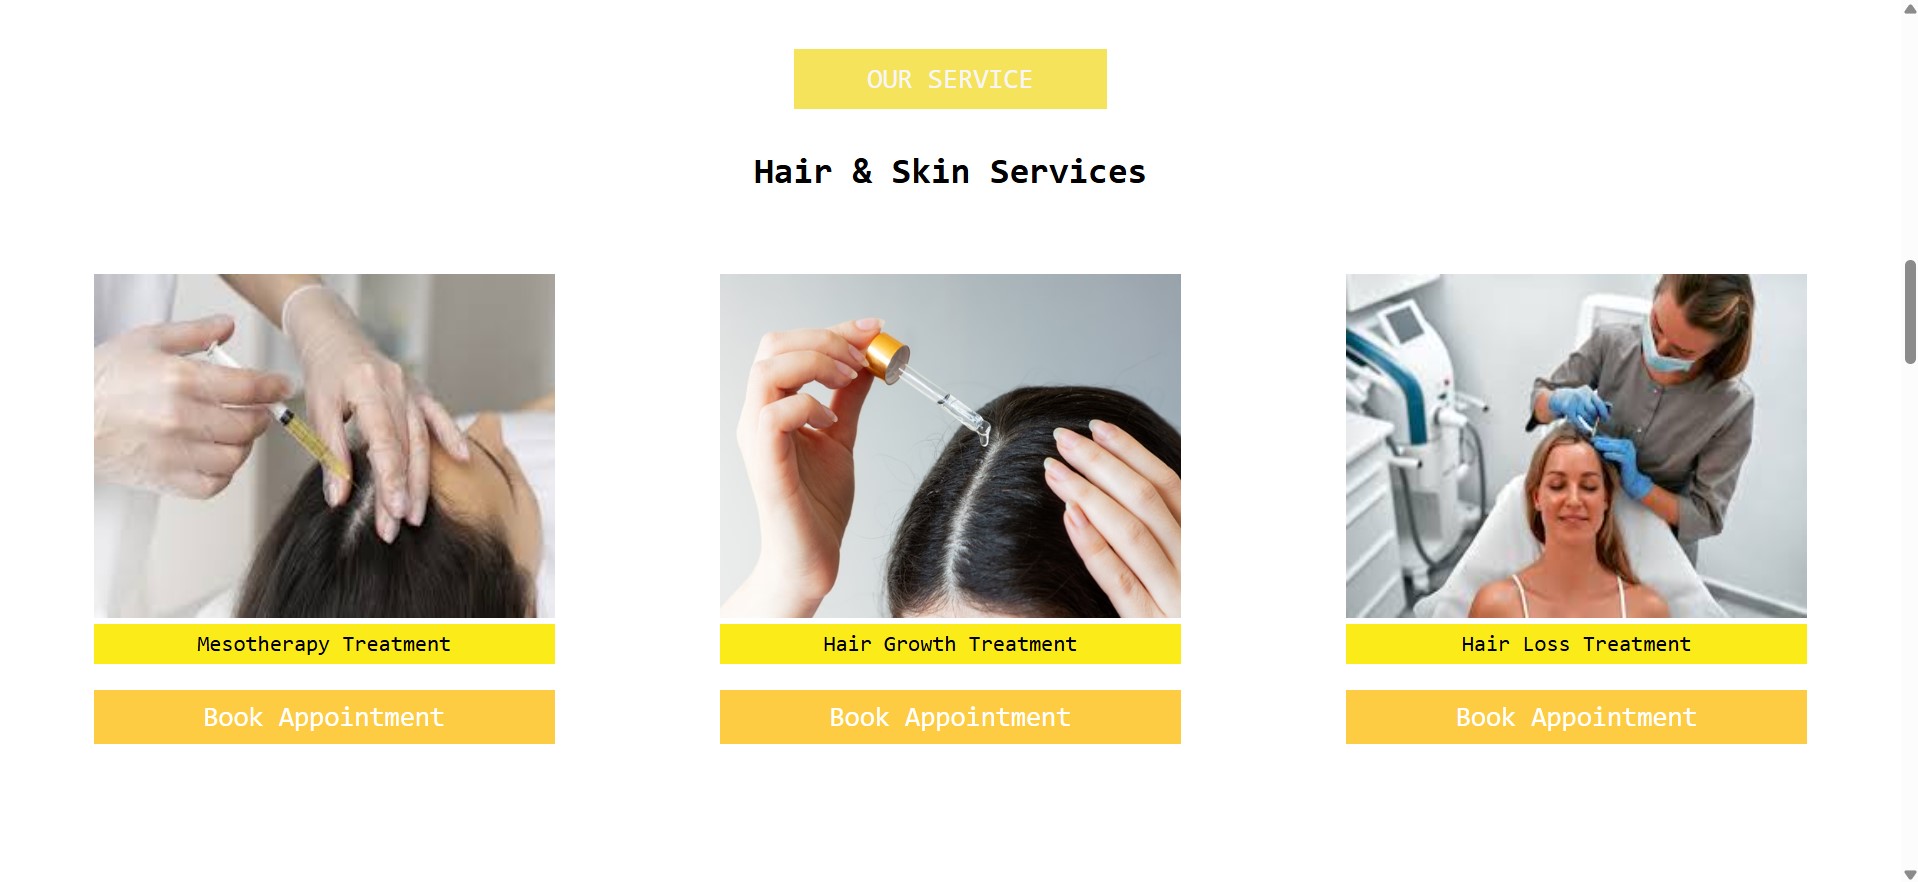 OUR SERVICE
Hair & Skin Services
Mesotherapy Treatment
Hair Growth Treatment
Hair Loss Treatment
Book Appointment
Book Appointment
Book Appointment